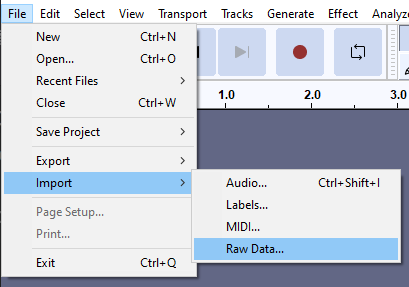 File Edit Select View Transport Tracks Generate Effect Analyze
New Ctrl+N
Open... Ctrl+O
Recent Files
Close Ctrl+W
1.0 2.0 3.0
Save Project
Export
Import
Audio... Ctrl+Shift+I
Page Setup...
Labels...
Print...
MIDI...
Raw Data...
Exit Ctrl+Q